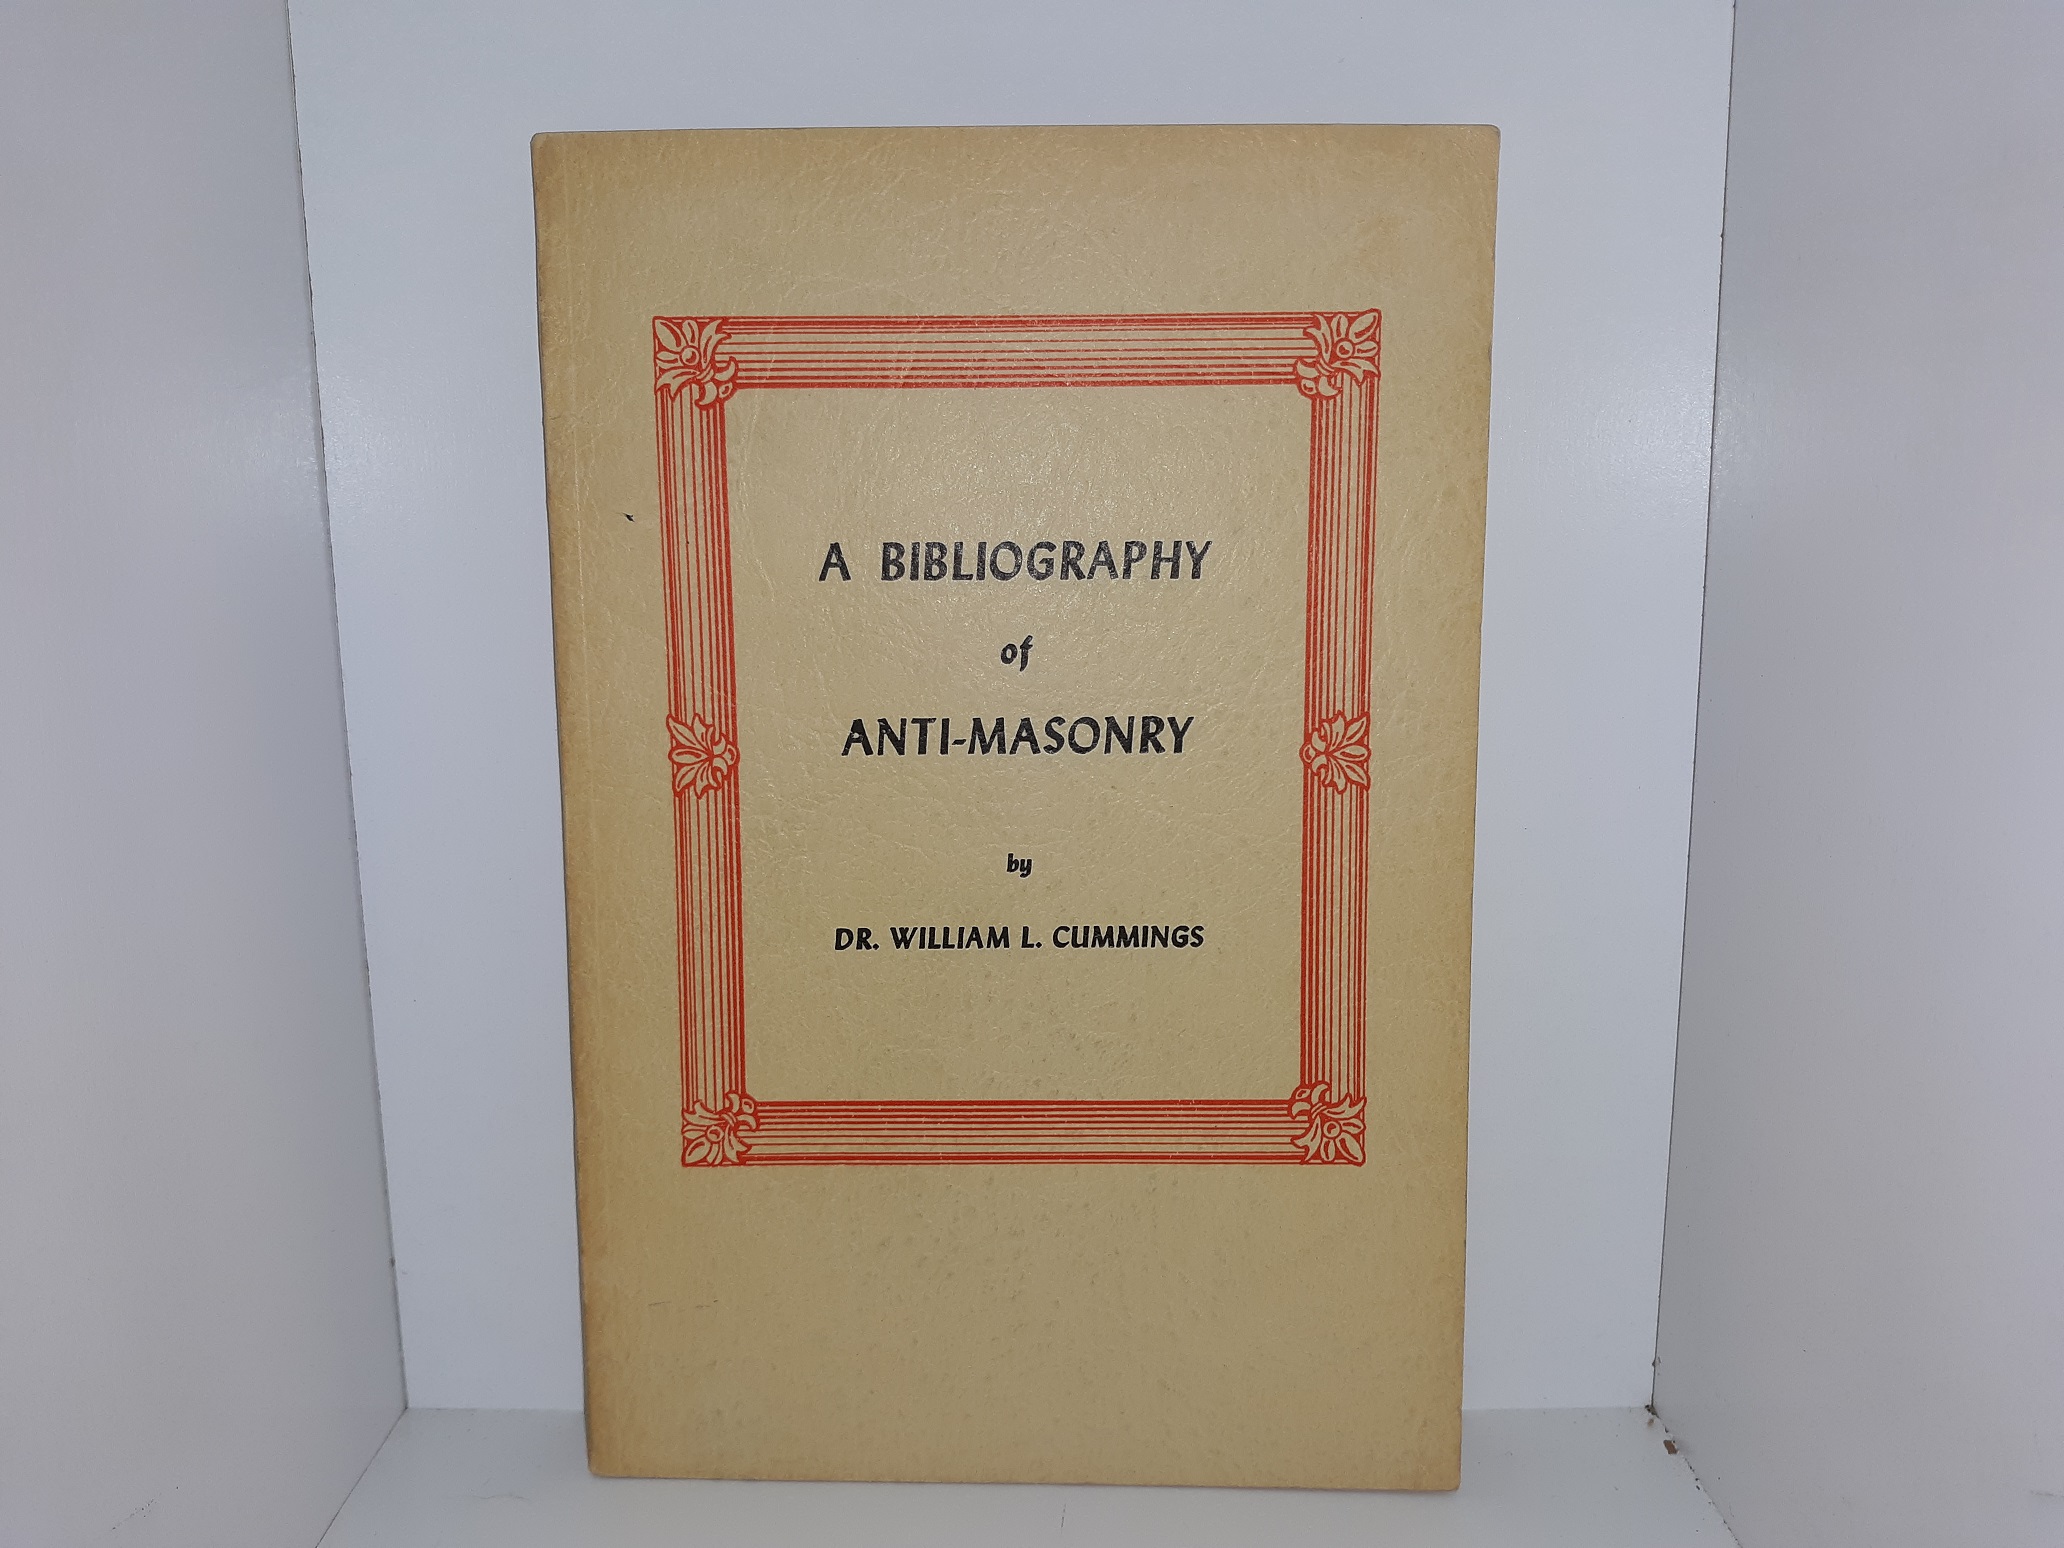 A BIBLIOGRAPHY
of
ANTI-MASONRY
by
DR. WILLIAM L. CUMMINGS